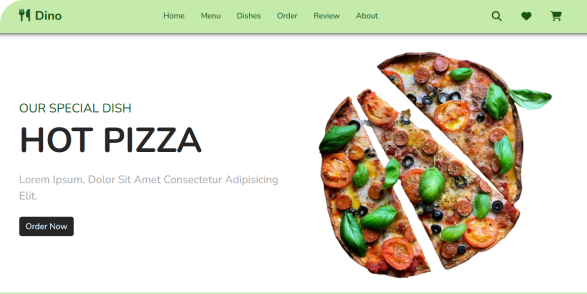 Dino
Home Menu Dishes Order Review About
OUR SPECIAL DISH
HOT PIZZA
Lorem Ipsum, Dolor Sit Amet Consectetur Adipisicing
Elit.
Order Now